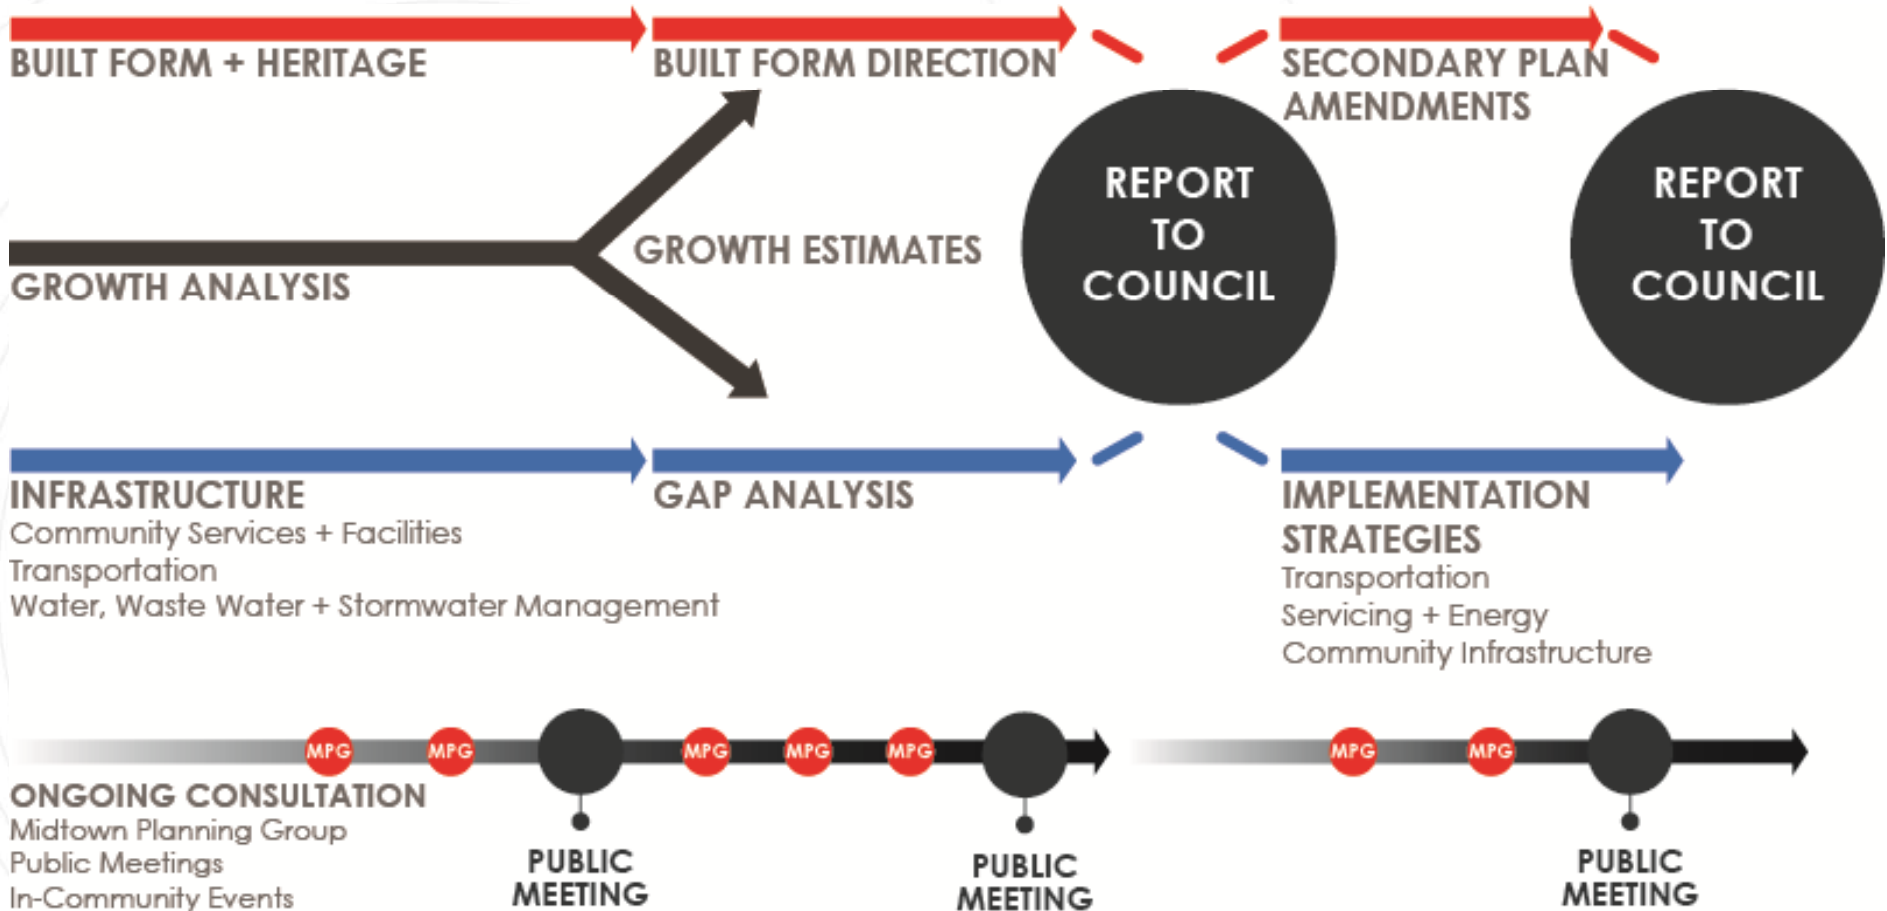 BUILT FORM + HERITAGE
BUILT FORM DIRECTION
SECONDARY PLAN
AMENDMENTS
GROWTH ANALYSIS
GROWTH ESTIMATES
REPORT
TO
COUNCIL
REPORT
TO
COUNCIL
INFRASTRUCTURE
Community Services + Facilities
Transportation
Water, Waste Water + Stormwater Management
GAP ANALYSIS
IMPLEMENTATION
STRATEGIES
Transportation
Servicing + Energy
Community Infrastructure
MPG
MPG
MPG
MPG
MPG
MPG
MPG
ONGOING CONSULTATION
Midtown Planning Group
Public Meetings
In-Community Events
PUBLIC
MEETING
PUBLIC
MEETING
PUBLIC
MEETING